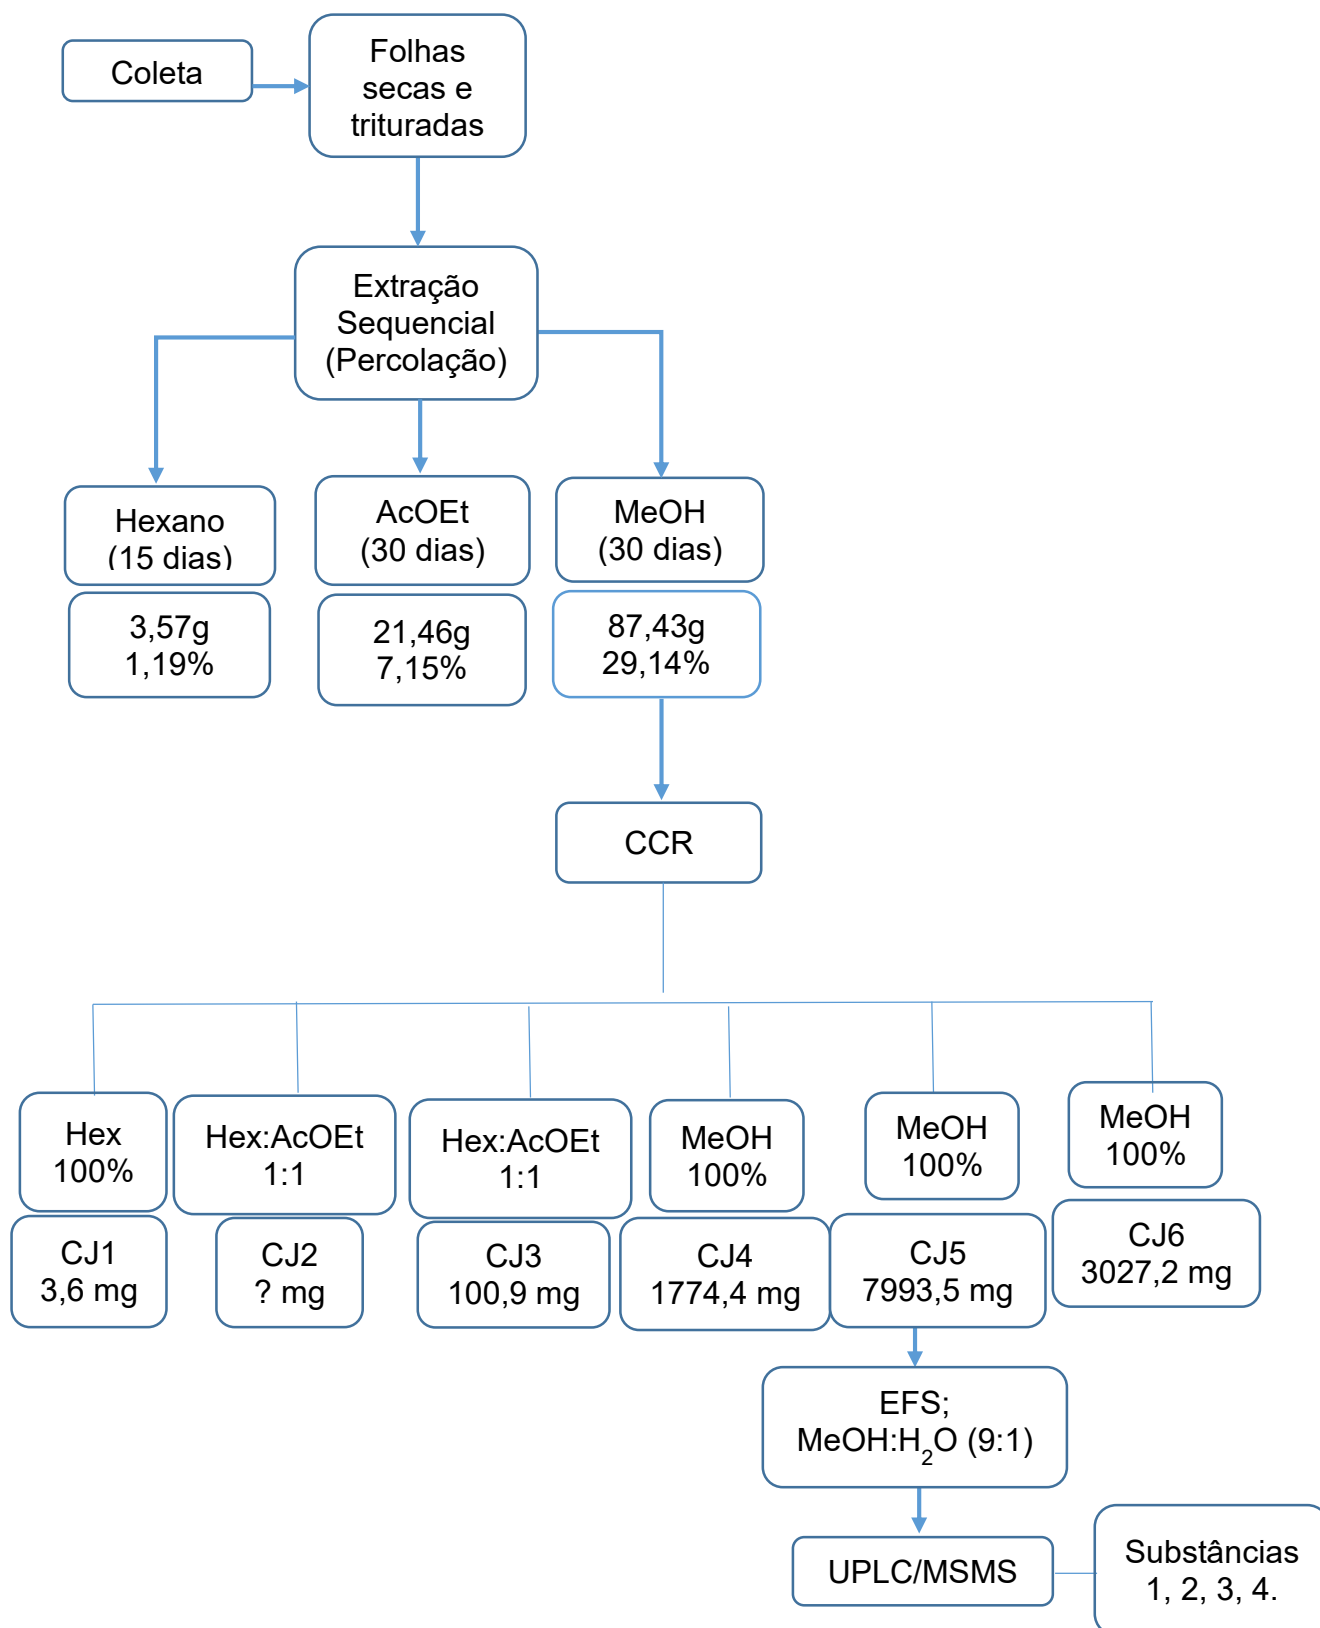 Coleta
Folhas
secas e
trituradas
Extração
Sequencial
(Percolação)
Hexano
(15 dias)
AcOEt
(30 dias)
MeOH
(30 dias)
3,57g
1,19%
21,46g
7,15%
87,43g
29,14%
CCR
Hex
100%
Hex:AcOEt
1:1
Hex:AcOEt
1:1
MeOH
100%
MeOH
100%
MeOH
100%
CJ1
3,6 mg
CJ2
? mg
CJ3
100,9 mg
CJ4
1774,4 mg
CJ5
7993,5 mg
CJ6
3027,2 mg
EFS;
MeOH:H₂O (9:1)
UPLC/MSMS
Substâncias
1, 2, 3, 4.